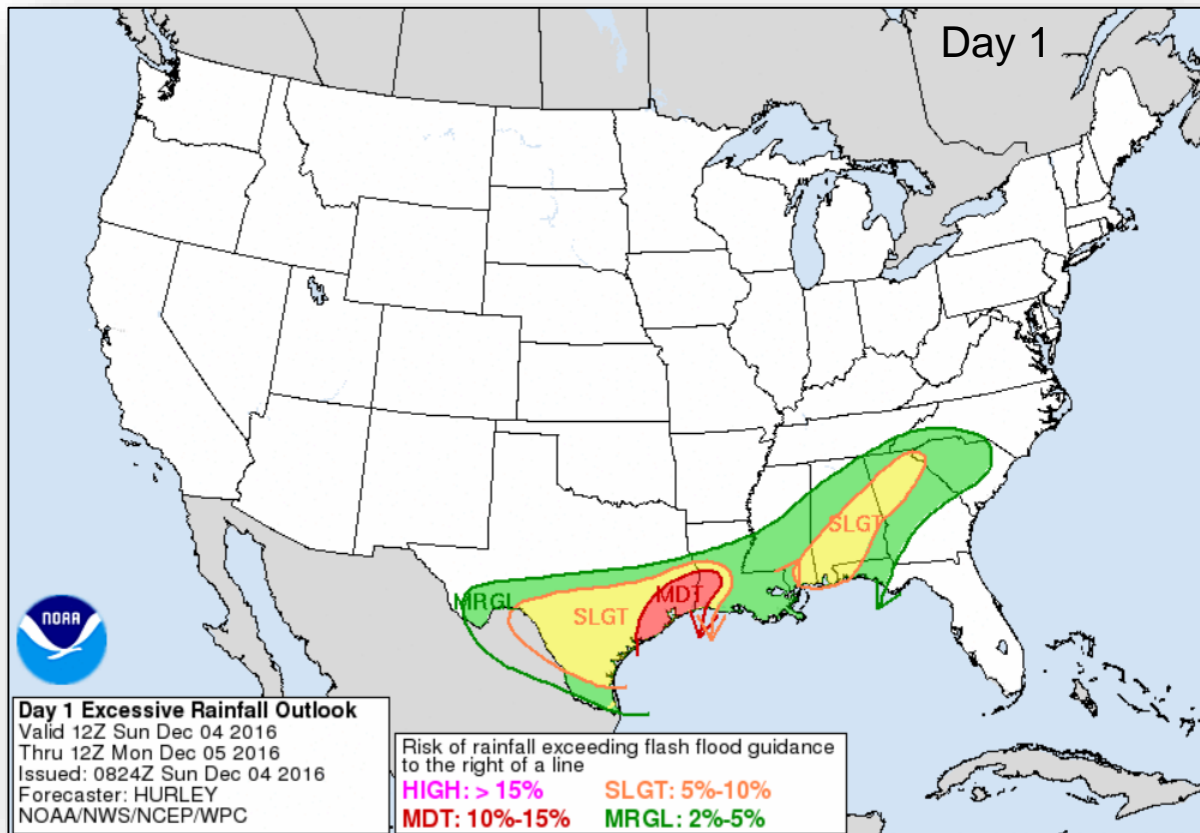 Day 1
SLGT
MRGL
MDT
SLGT
NOAA
Day 1 Excessive Rainfall Outlook
Valid 12Z Sun Dec 04 2016
Thru 12Z Mon Dec 05 2016
Issued: 0824Z Sun Dec 04 2016
Forecaster: HURLEY
NOAA/NWS/NCEP/WPC
Risk of rainfall exceeding flash flood guidance
to the right of a line
HIGH: > 15% SLGT: 5%-10%
MDT: 10%-15% MRGL: 2%-5%